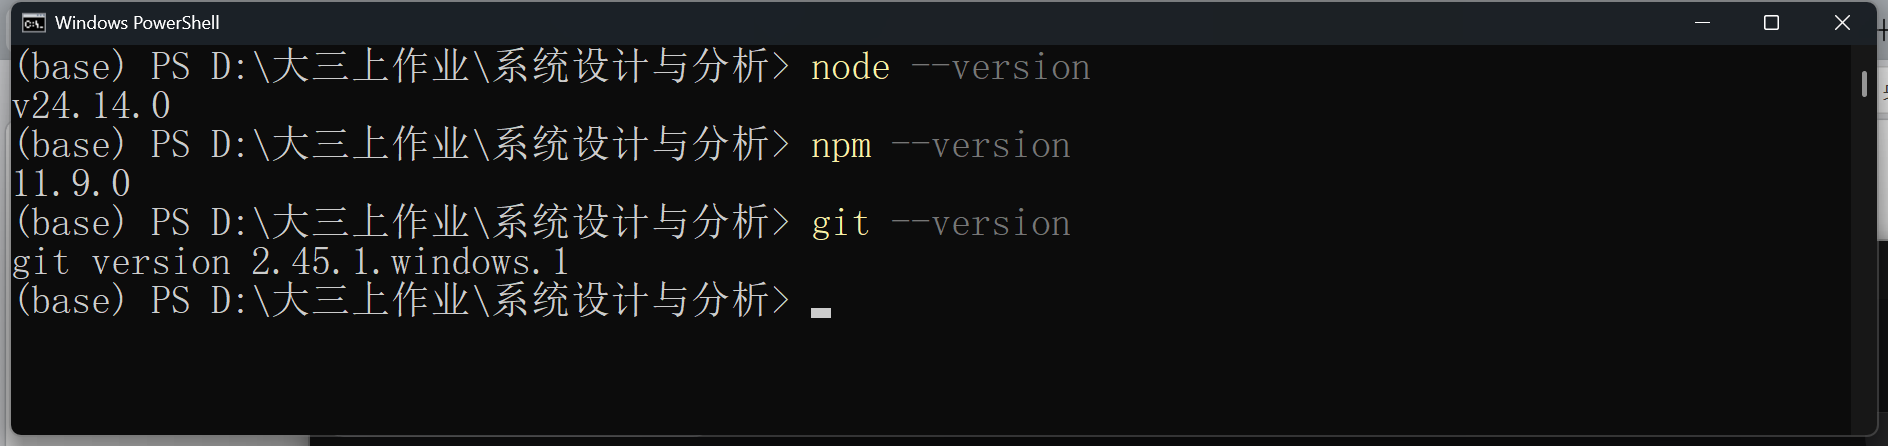 Windows PowerShell
(base) PS D:\大三上作业\系统设计与分析> node --version
v24.14.0
(base) PS D:\大三上作业\系统设计与分析> npm --version
11.9.0
(base) PS D:\大三上作业\系统设计与分析> git --version
git version 2.45.1.windows.1
(base) PS D:\大三上作业\系统设计与分析>